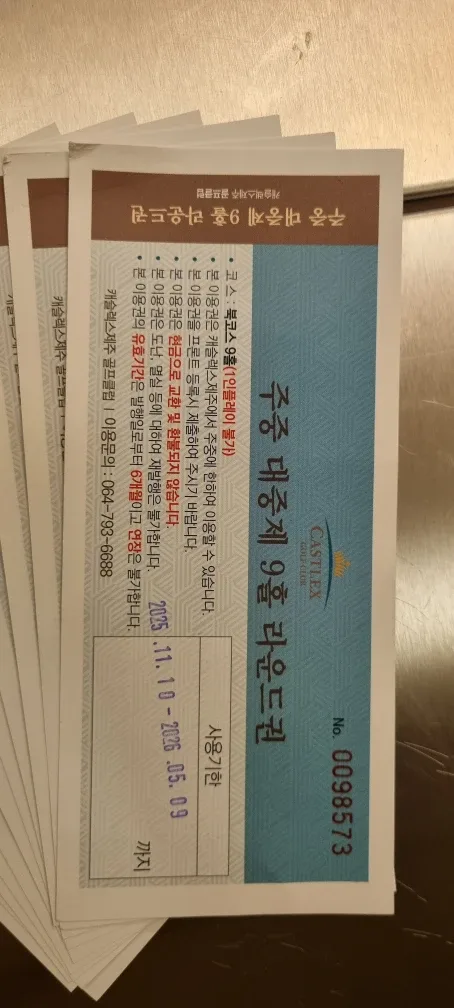 주중 대중제 9홀 라운드권
캐슬렉스제주 골프클럽
No. 0098573
CASTLEX
GOLF CLUB
주중 대중제 9홀 라운드권
• 코 스 : 북코스 9홀(1인플레이 불가)
• 본 이용권은 캐슬렉스제주에서 주중에 한하여 이용할 수 있습니다.
• 본 이용권을 프론트 등록시 제출하여 주시기 바랍니다.
• 본 이용권은 현금으로 교환 및 환불되지 않습니다.
• 본 이용권은 도난, 멸실 등에 대하여 재발행은 불가합니다.
• 본 이용권의 유효기간은 발행일로부터 6개월이고 연장은 불가합니다.
캐슬렉스제주 골프클럽 | 이용문의 : 064-793-6688
사용기한
2025.11.10-2026.05.09
까지
캐슬렉스제주 골프클럽